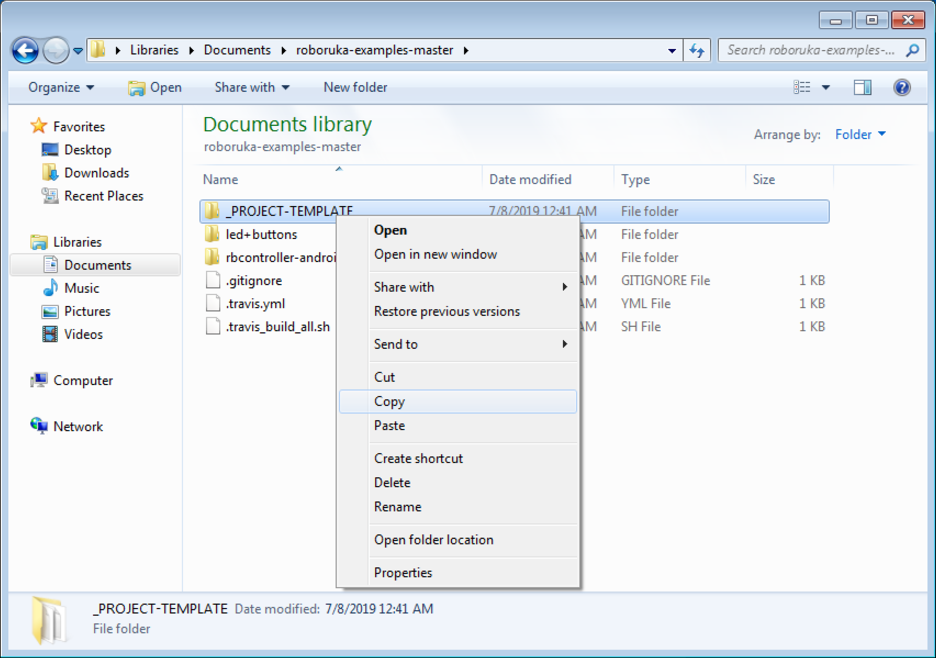 Libraries Documents roboruka-examples-master
Search roboruka-examples-...
Organize Open Share with New folder
Favorites
Desktop
Downloads
Recent Places
Libraries
Documents
Music
Pictures
Videos
Computer
Network
Documents library
roboruka-examples-master
Arrange by: Folder
Name Date modified Type Size
_PROJECT-TEMPLATE 7/8/2019 12:41 AM File folder
led+buttons AM File folder
rbcontroller-androi AM File folder
.gitignore AM GITIGNORE File 1 KB
.travis.yml AM YML File 1 KB
.travis_build_all.sh AM SH File 1 KB
Open
Open in new window
Share with
Restore previous versions
Send to
Cut
Copy
Paste
Create shortcut
Delete
Rename
Open folder location
Properties
_PROJECT-TEMPLATE Date modified: 7/8/2019 12:41 AM
File folder